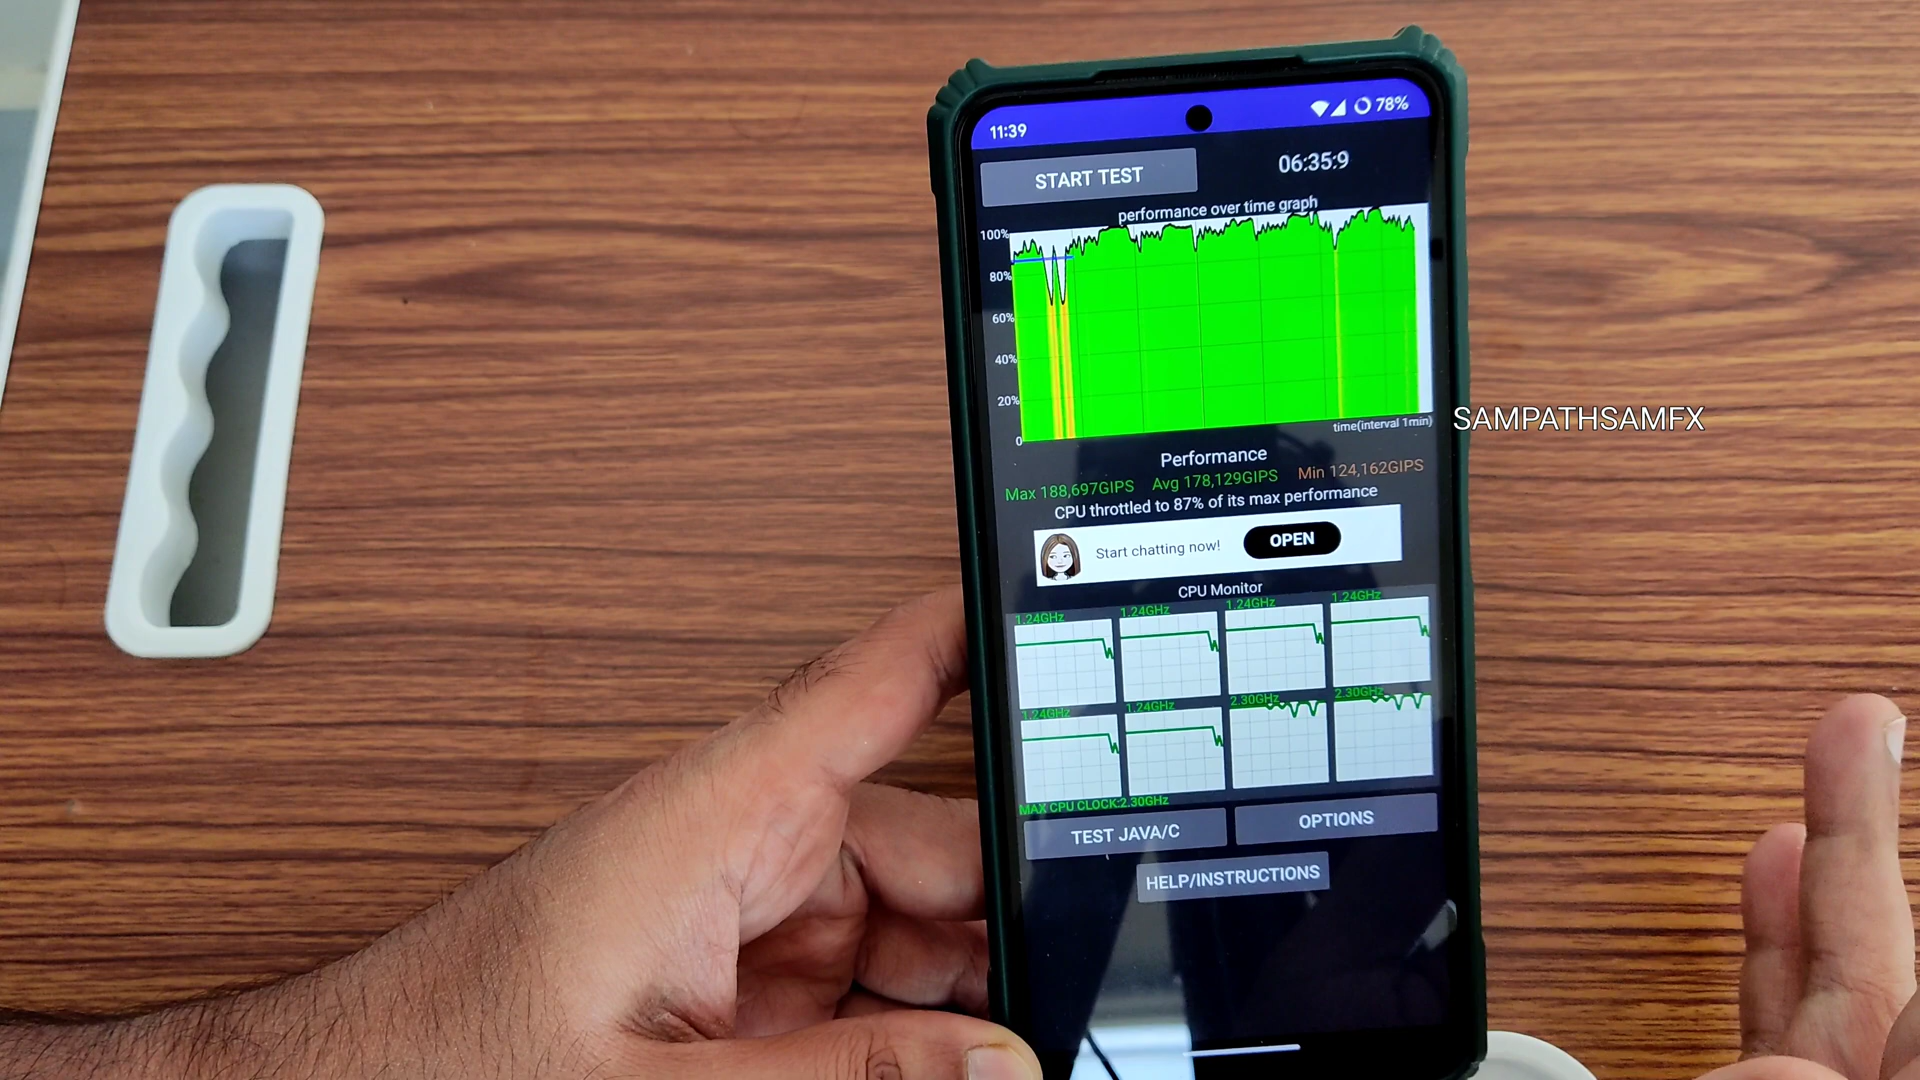 11:39
78%
START TEST
06:35:9
performance over time graph
100%
80%
60%
40%
20%
0
time(interval 1min)
SAMPATHSAMFX
Performance
Max 188,697GIPS Avg 178,129GIPS Min 124,162GIPS
CPU throttled to 87% of its max performance
Start chatting now!
OPEN
CPU Monitor
1.24GHz 1.24GHz 1.24GHz 1.24GHz
1.24GHz 1.24GHz 2.30GHz 2.30GHz
MAX CPU CLOCK:2.30GHz
TEST JAVA/C
OPTIONS
HELP/INSTRUCTIONS